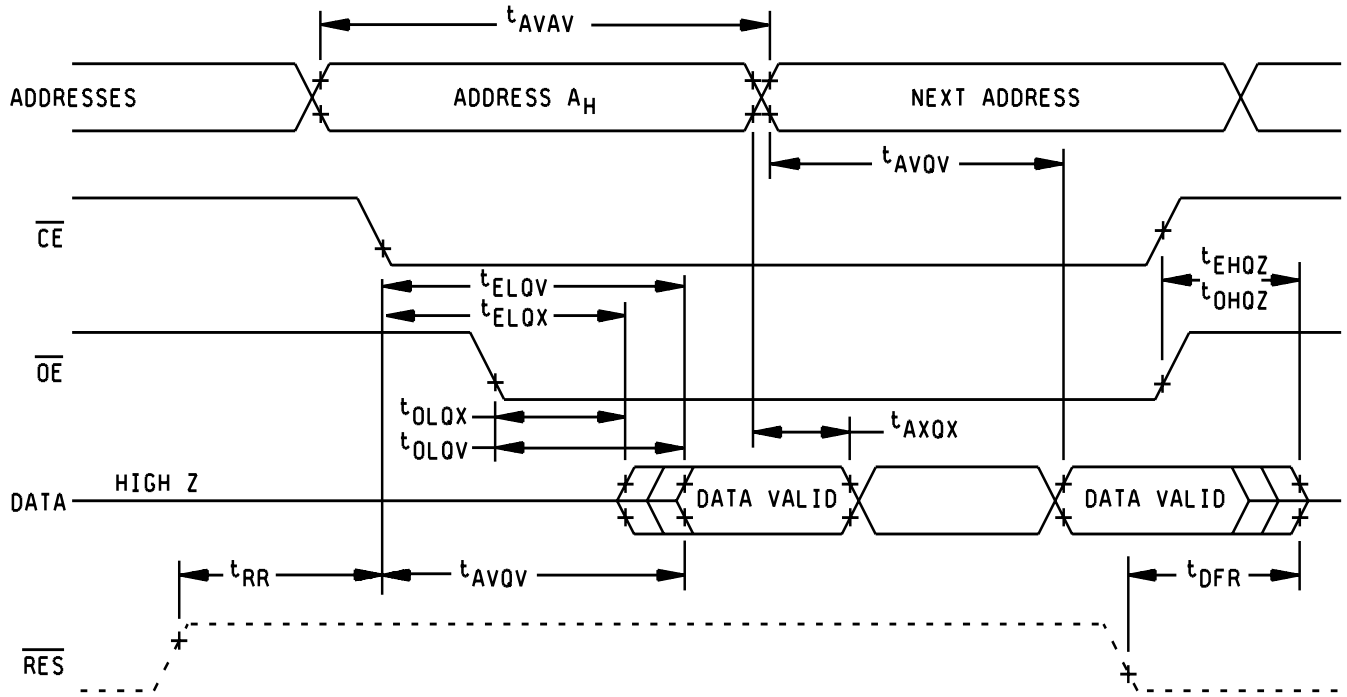 tAVAV
ADDRESSES
ADDRESS AH
NEXT ADDRESS
tAVQV
CE
tEHQZ
tOHQZ
tELQV
tELQX
OE
tOLQX
tAXQX
tOLQV
HIGH Z
DATA
DATA VALID
DATA VALID
tRR
tAVQV
tDFR
RES